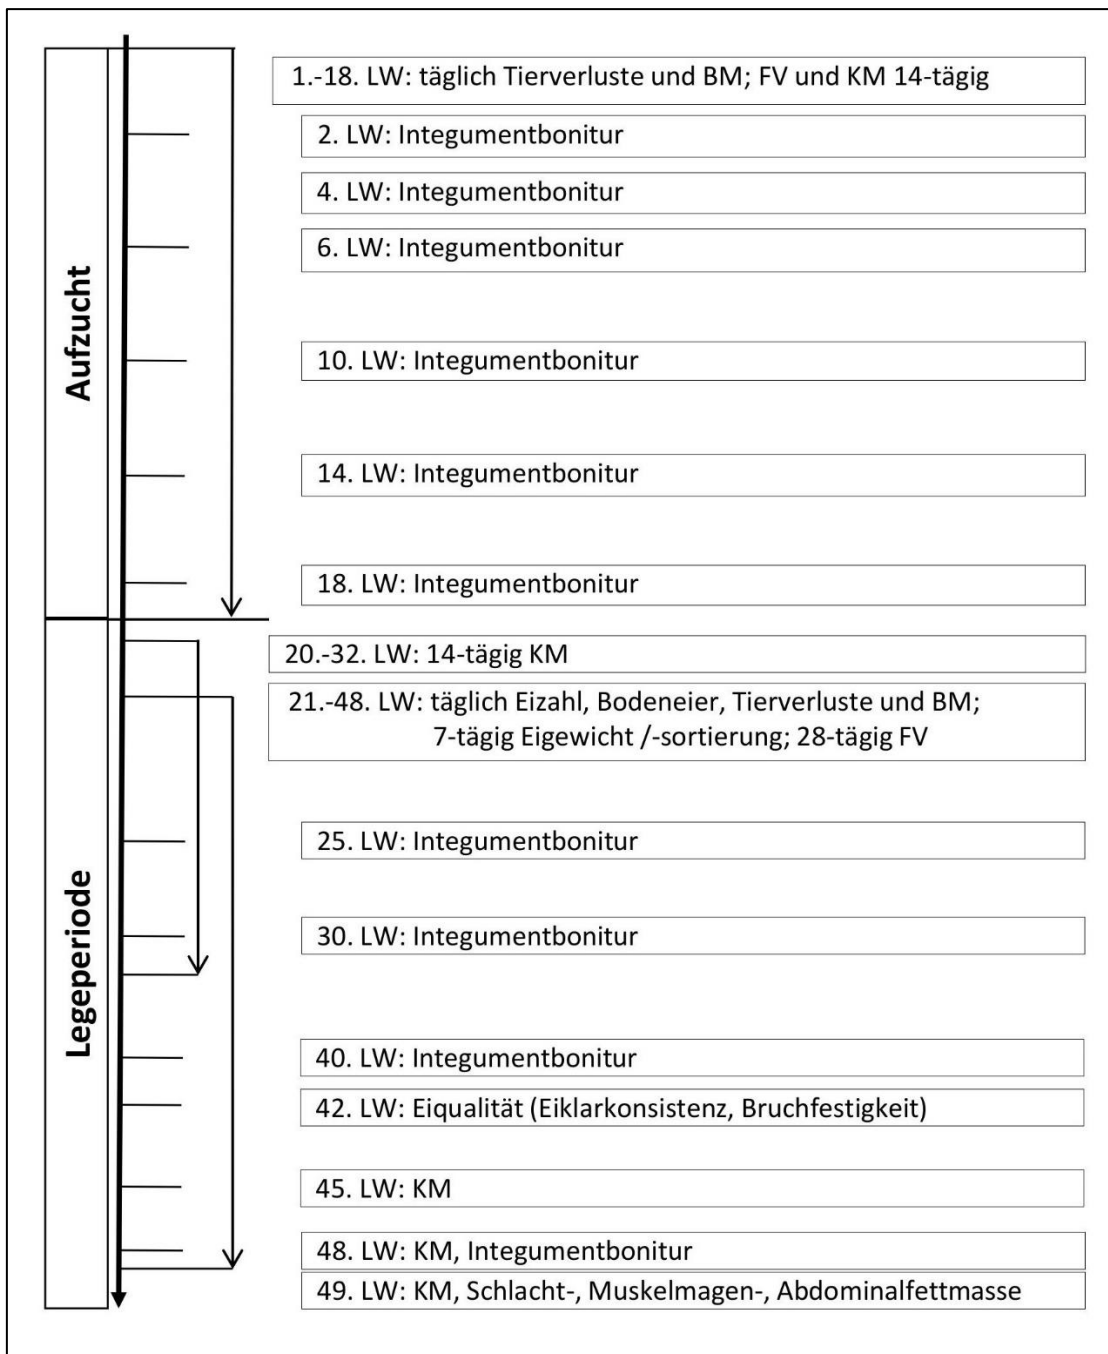 Aufzucht
1.-18. LW: täglich Tierverluste und BM; FV und KM 14-tägig
2. LW: Integumentbonitur
4. LW: Integumentbonitur
6. LW: Integumentbonitur
10. LW: Integumentbonitur
14. LW: Integumentbonitur
18. LW: Integumentbonitur
Legeperiode
20.-32. LW: 14-tägig KM
21.-48. LW: täglich Eizahl, Bodeneier, Tierverluste und BM;
7-tägig Eigewicht /-sortierung; 28-tägig FV
25. LW: Integumentbonitur
30. LW: Integumentbonitur
40. LW: Integumentbonitur
42. LW: Eiqualität (Eiklarkonsistenz, Bruchfestigkeit)
45. LW: KM
48. LW: KM, Integumentbonitur
49. LW: KM, Schlacht-, Muskelmagen-, Abdominalfettmasse